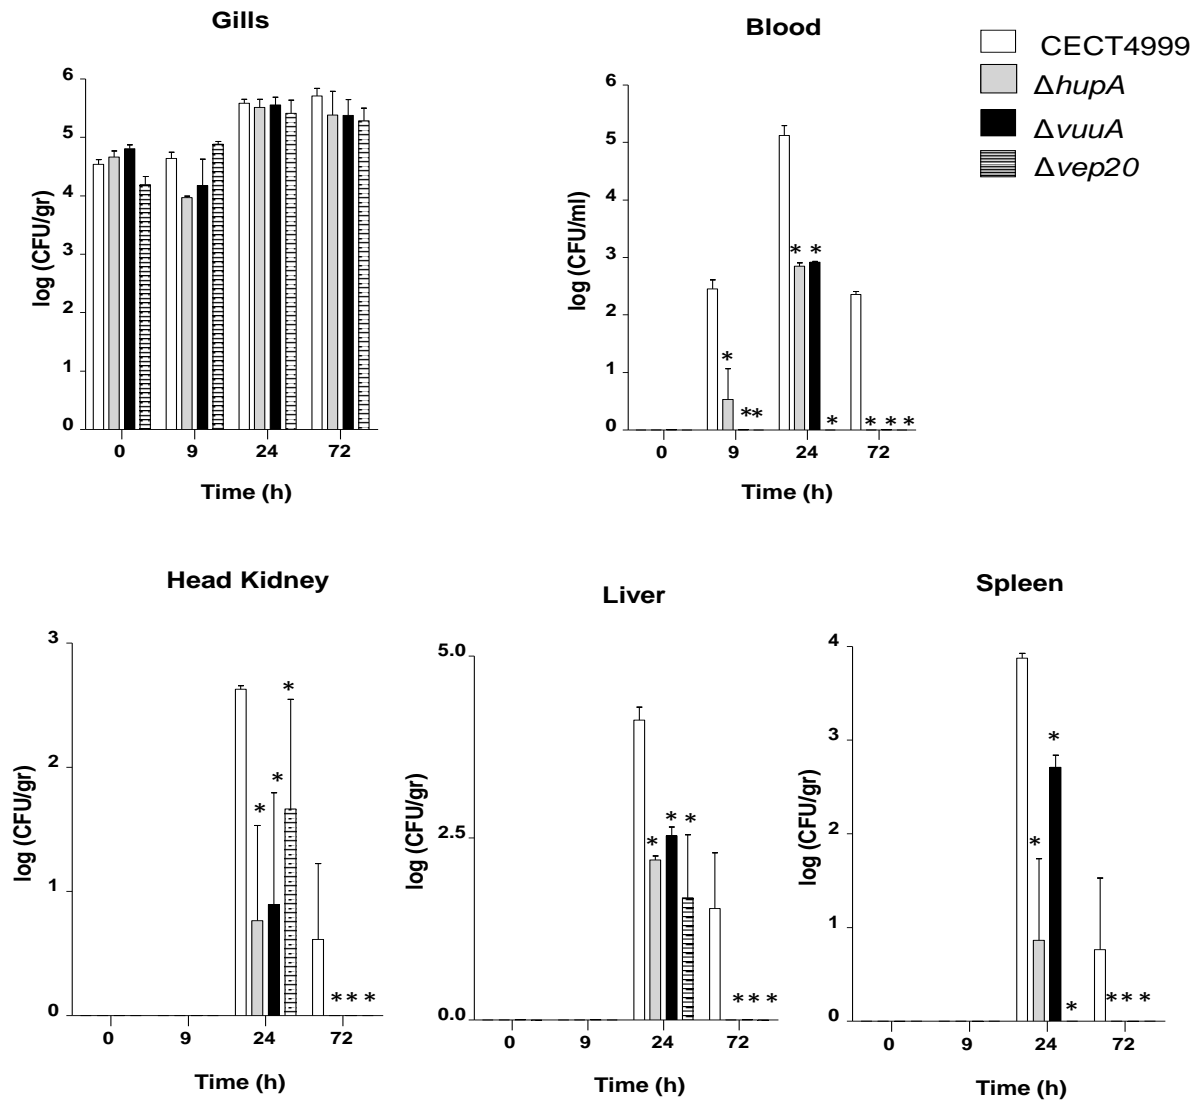 Gills
log (CFU/gr)
6
5
4
3
2
1
0
0 9 24 72
Time (h)
Blood
log (CFU/ml)
6
5
4
3
2
1
0
*
**
* *
*
* * *
0 9 24 72
Time (h)
CECT4999
ΔhupA
ΔvuuA
Δvep20
Head Kidney
log (CFU/gr)
3
2
1
0
*
*
*
* * *
0 9 24 72
Time (h)
Liver
log (CFU/gr)
5.0
2.5
0.0
* * *
* * *
0 9 24 72
Time (h)
Spleen
log (CFU/gr)
4
3
2
1
0
*
*
*
* * *
0 9 24 72
Time (h)